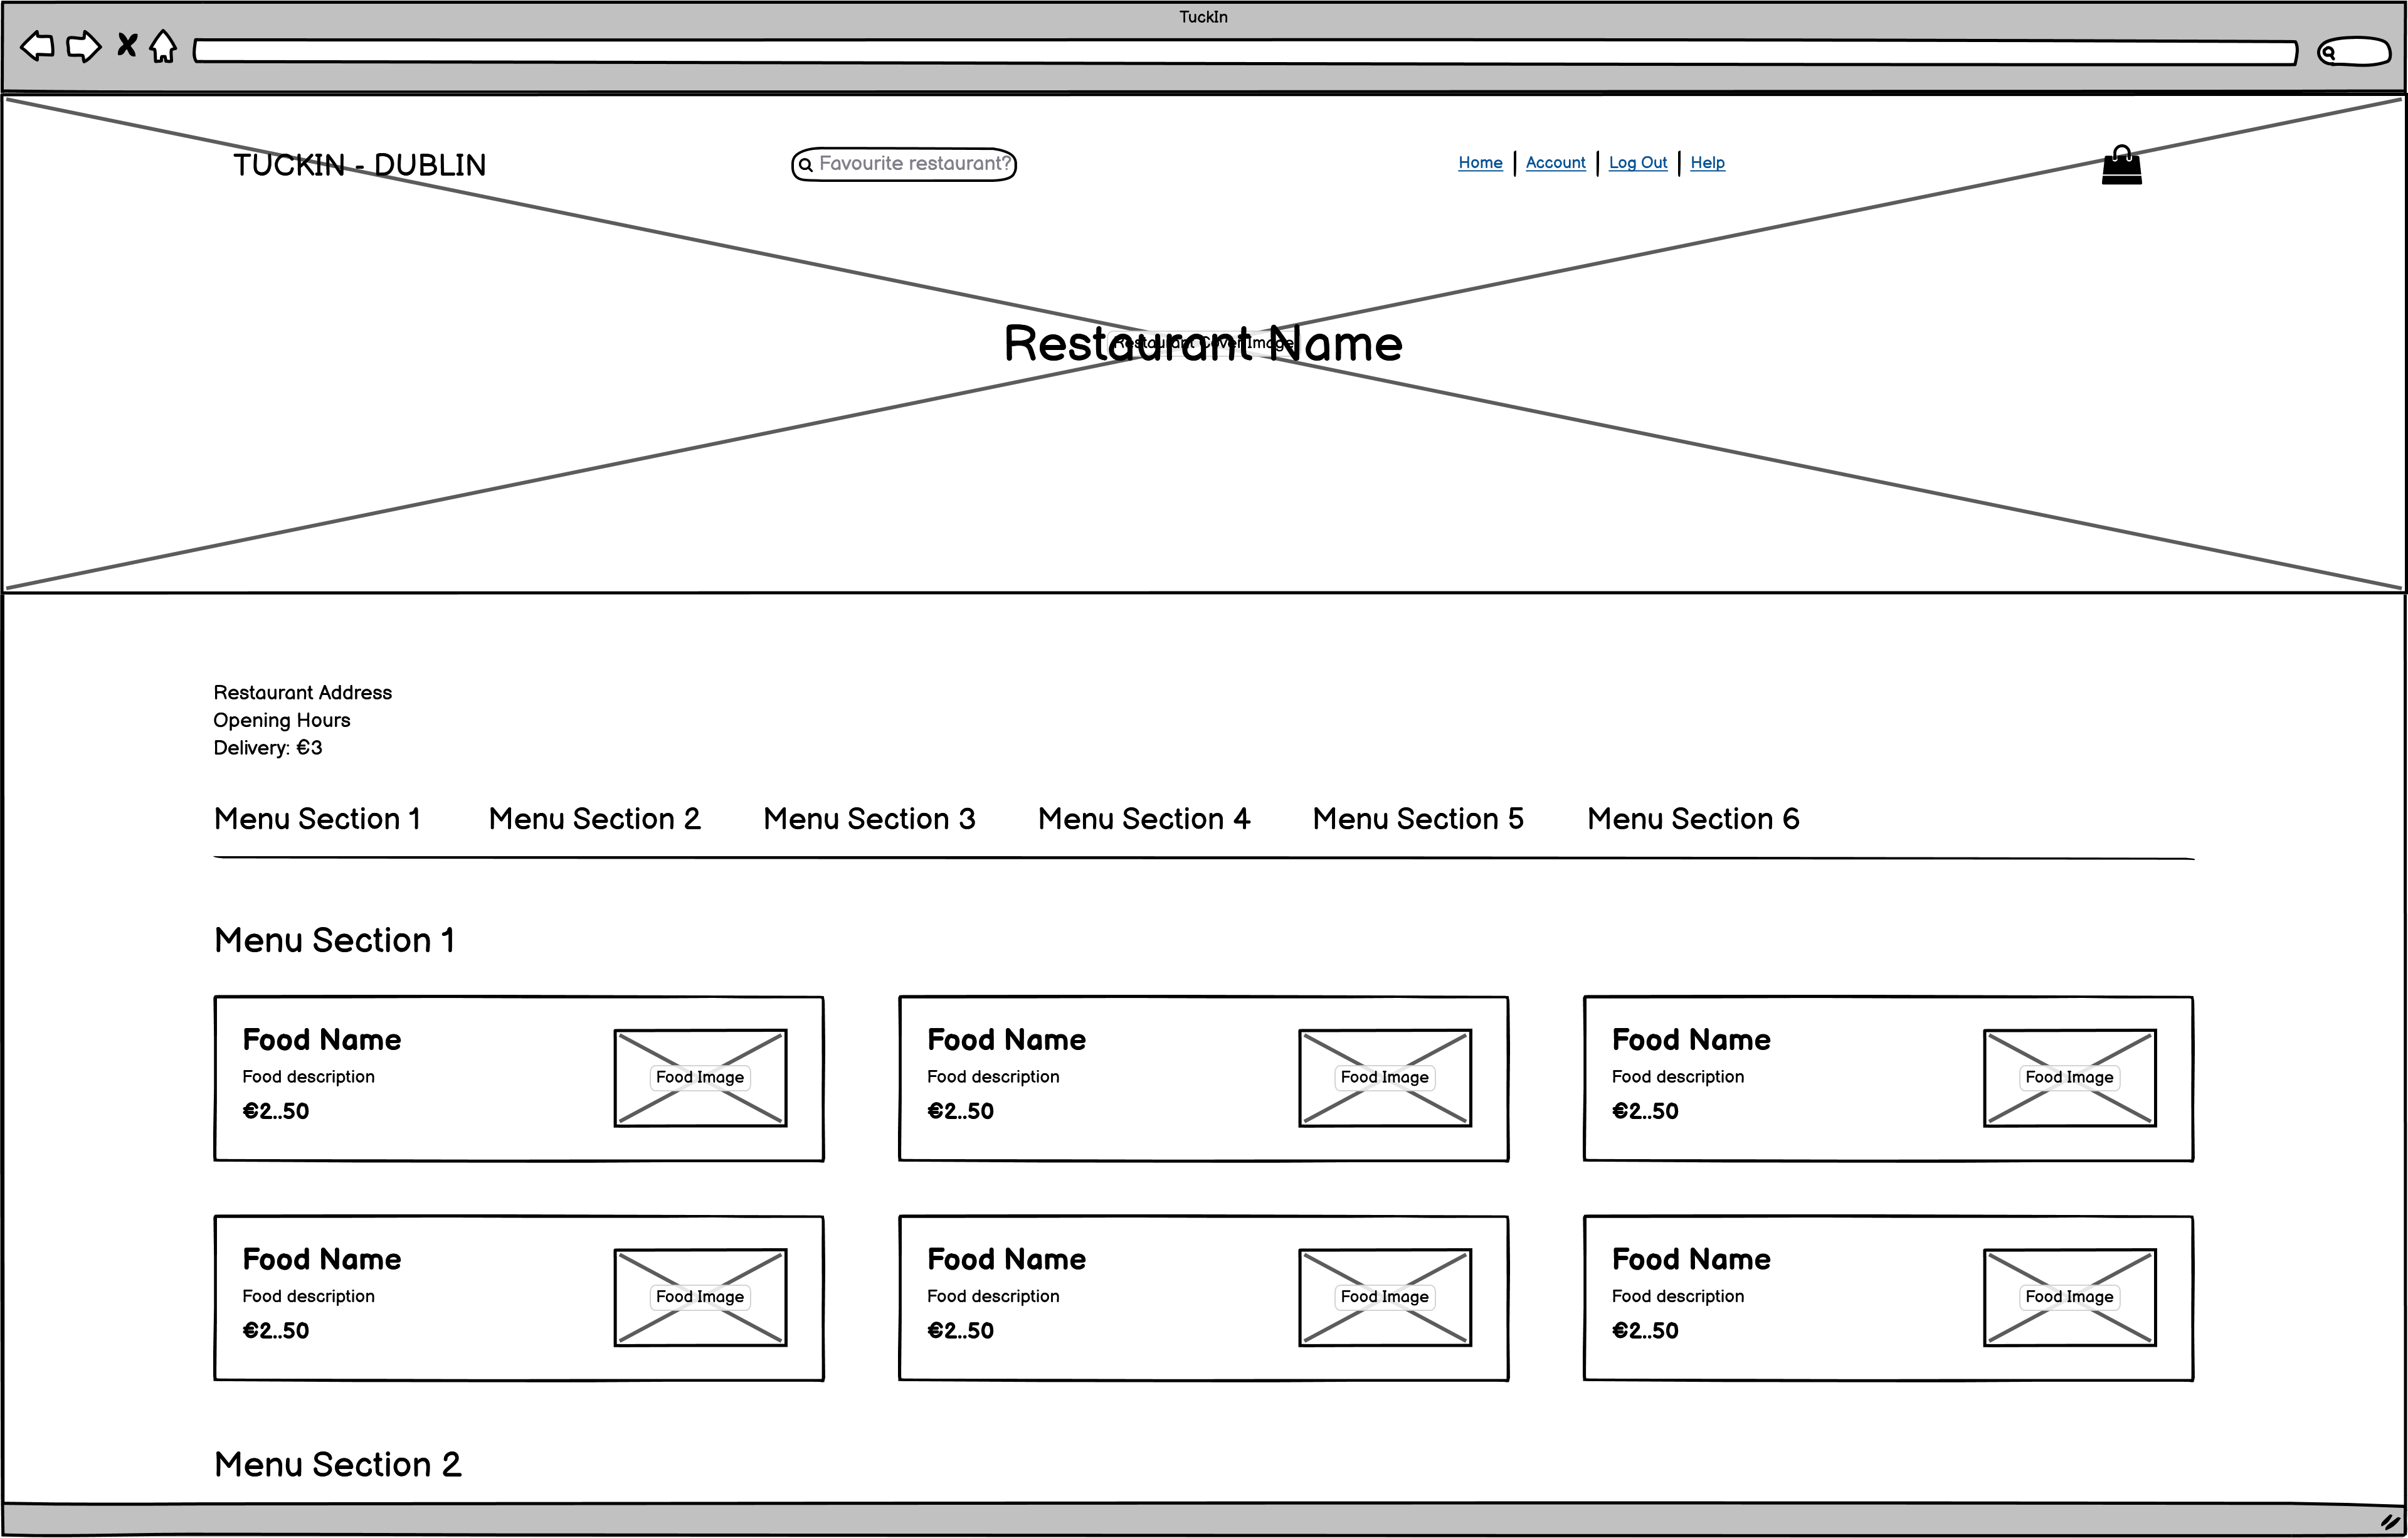 TuckIn
TUCKIN - DUBLIN
Favourite restaurant?
Home | Account | Log Out | Help
Restaurant Cover Image
Restaurant Name
Restaurant Address
Opening Hours
Delivery: €3
Menu Section 1 Menu Section 2 Menu Section 3 Menu Section 4 Menu Section 5 Menu Section 6
Menu Section 1
Food Name
Food description
€2..50
Food Image
Food Name
Food description
€2..50
Food Image
Food Name
Food description
€2..50
Food Image
Food Name
Food description
€2..50
Food Image
Food Name
Food description
€2..50
Food Image
Food Name
Food description
€2..50
Food Image
Menu Section 2